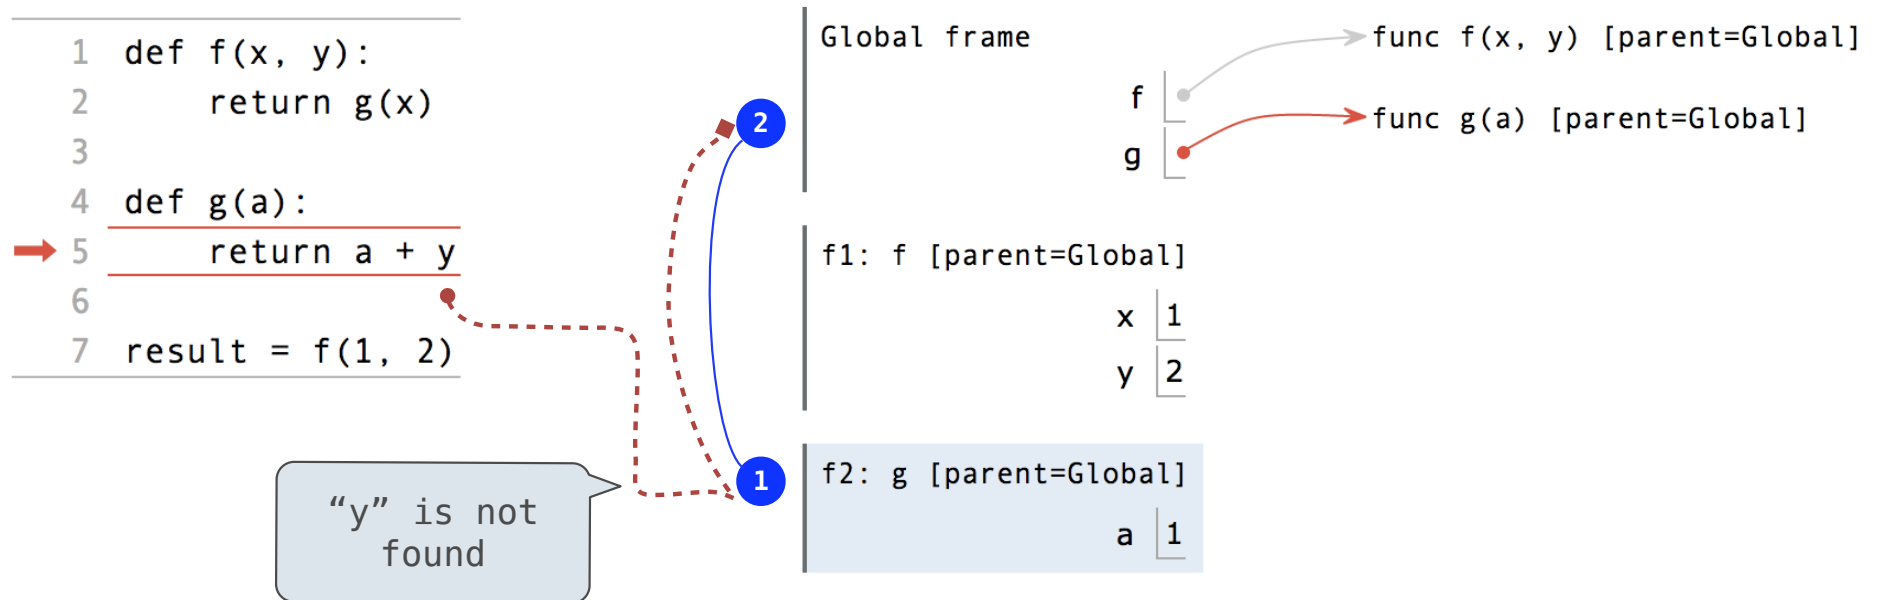 1 def f(x, y):
2     return g(x)
3
4 def g(a):
5     return a + y
6
7 result = f(1, 2)
“y” is not
found
2
1
Global frame
f
g
func f(x, y) [parent=Global]
func g(a) [parent=Global]
f1: f [parent=Global]
x 1
y 2
f2: g [parent=Global]
a 1